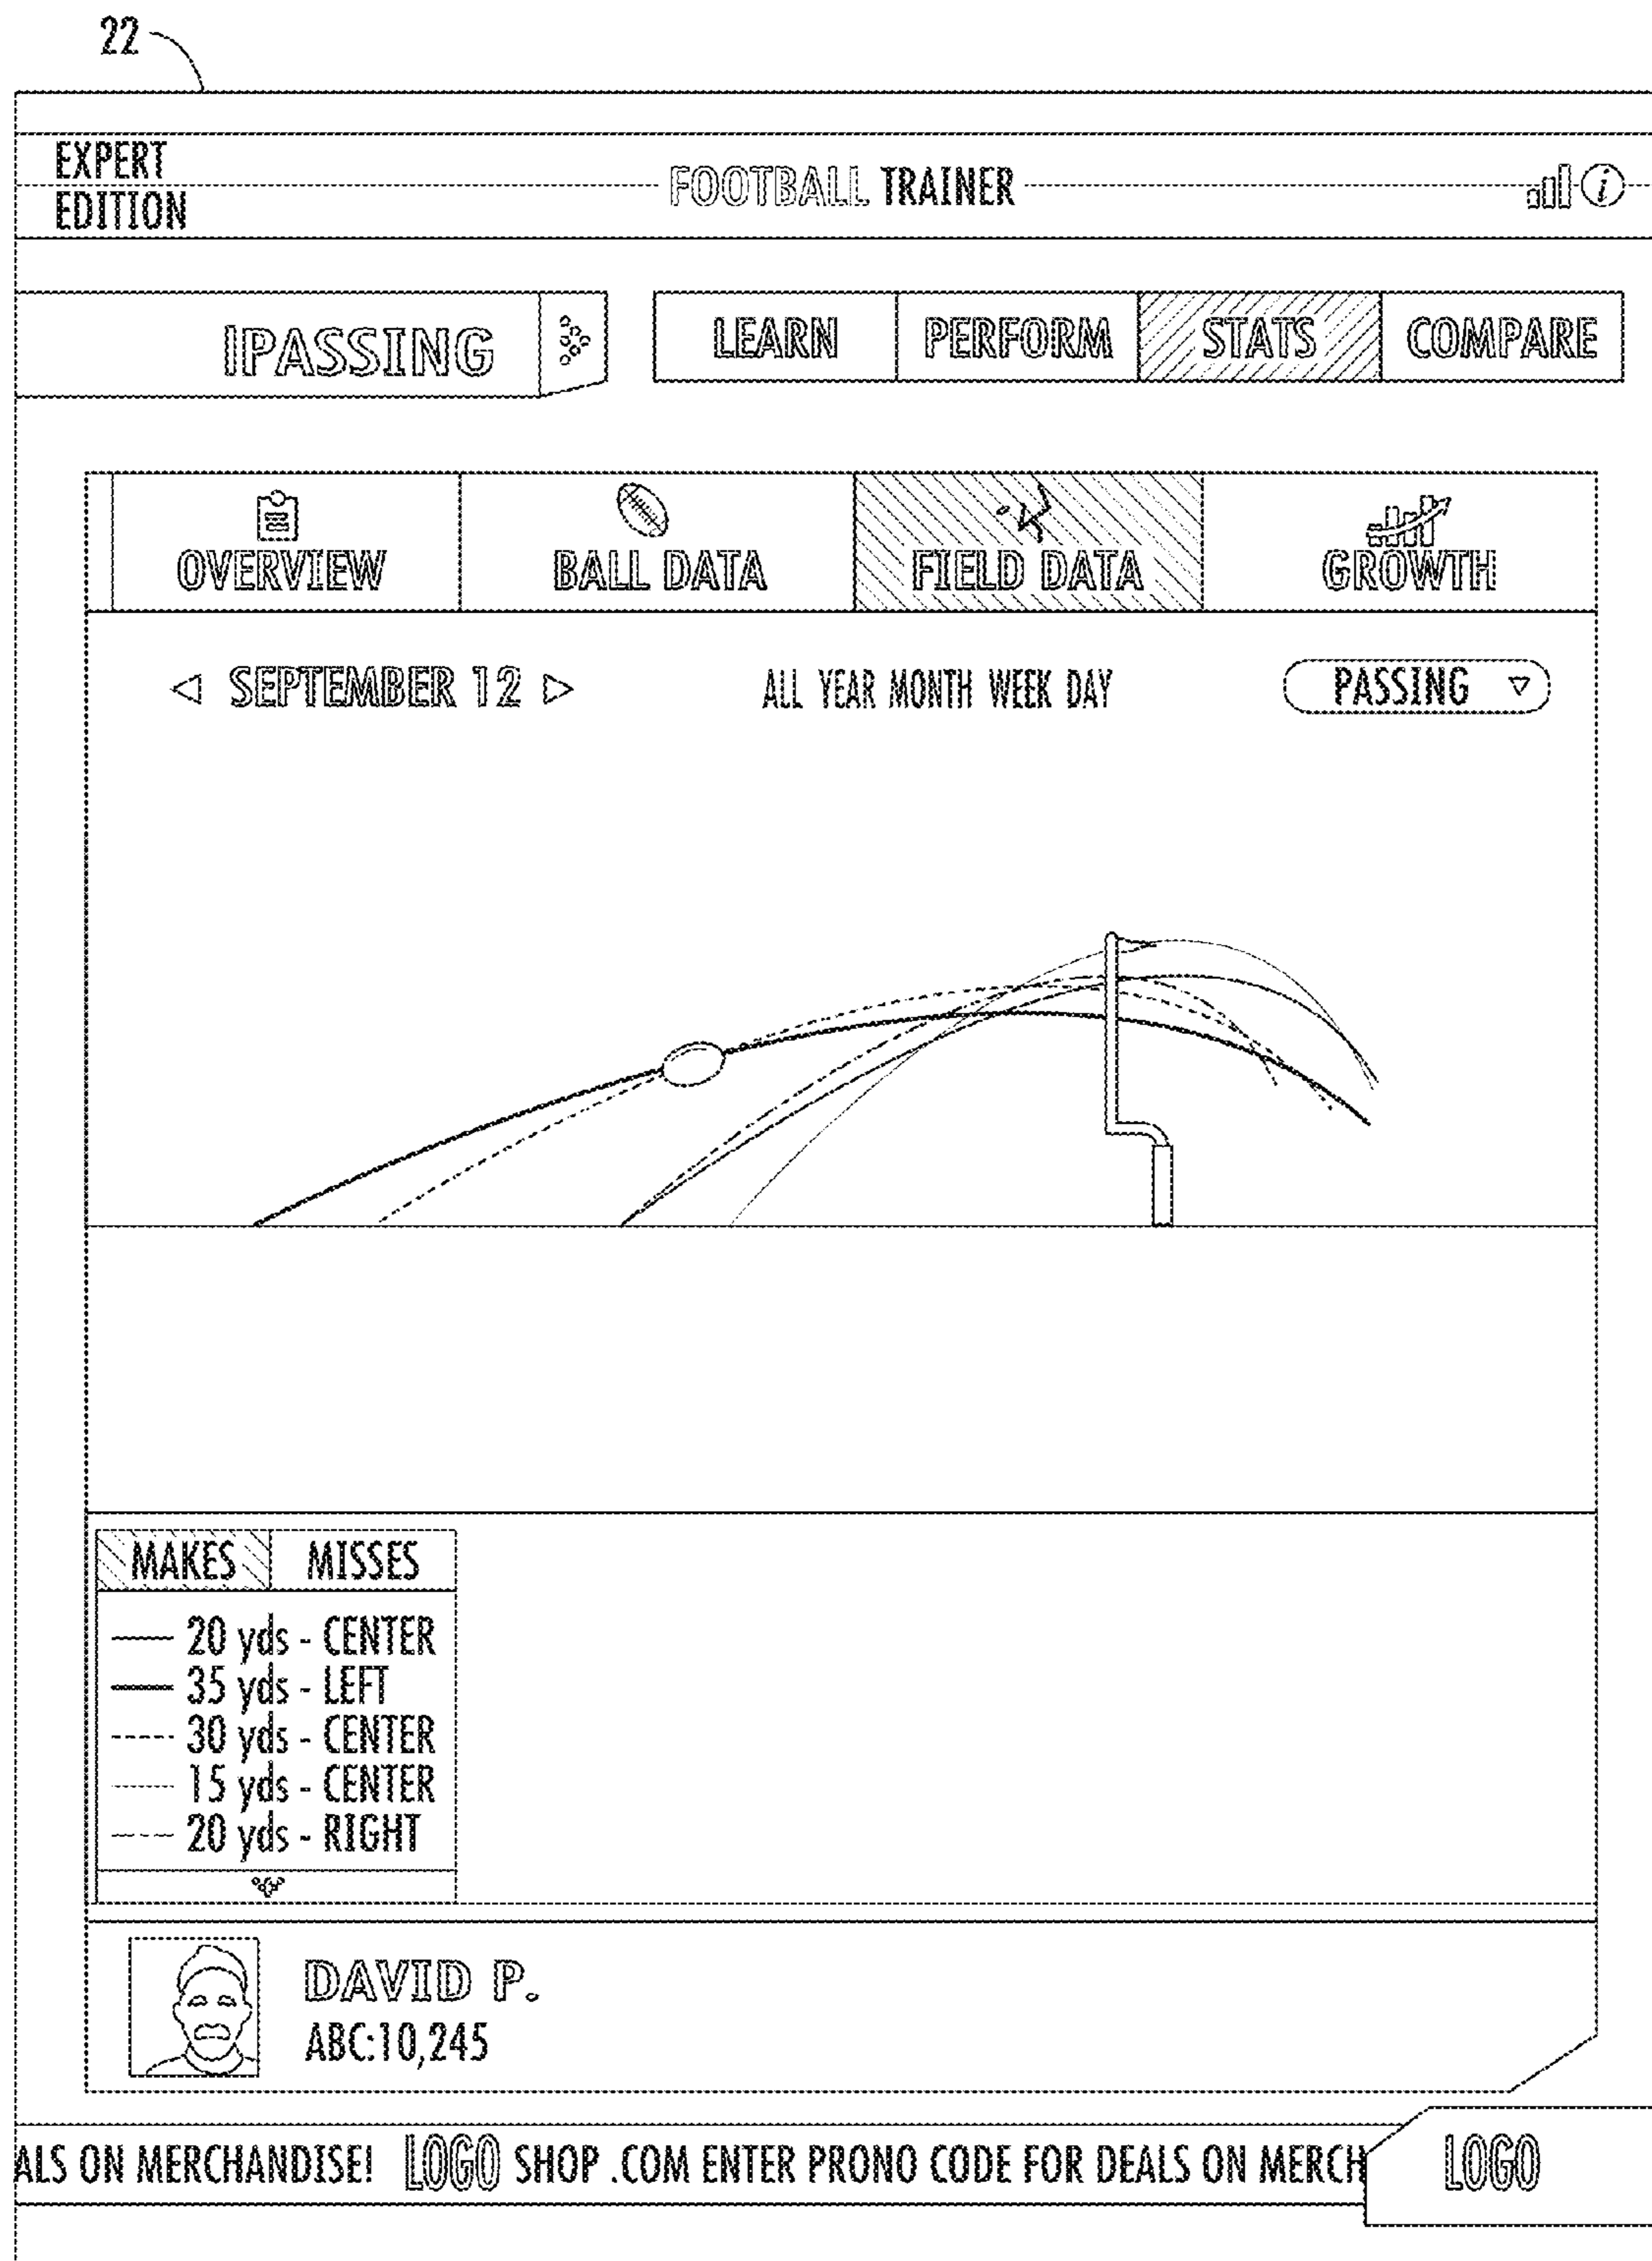 22
EXPERT
EDITION
FOOTBALL TRAINER
PASSING
LEARN PERFORM STATS COMPARE
OVERVIEW BALL DATA FIELD DATA GROWTH
SEPTEMBER 12 ALL YEAR MONTH WEEK DAY PASSING
MAKES MISSES
20 yds - CENTER
35 yds - LEFT
30 yds - CENTER
15 yds - CENTER
20 yds - RIGHT
DAVID P.
ABC:10,245
ALS ON MERCHANDISE! LOGO SHOP .COM ENTER PRONO CODE FOR DEALS ON MERCH LOGO